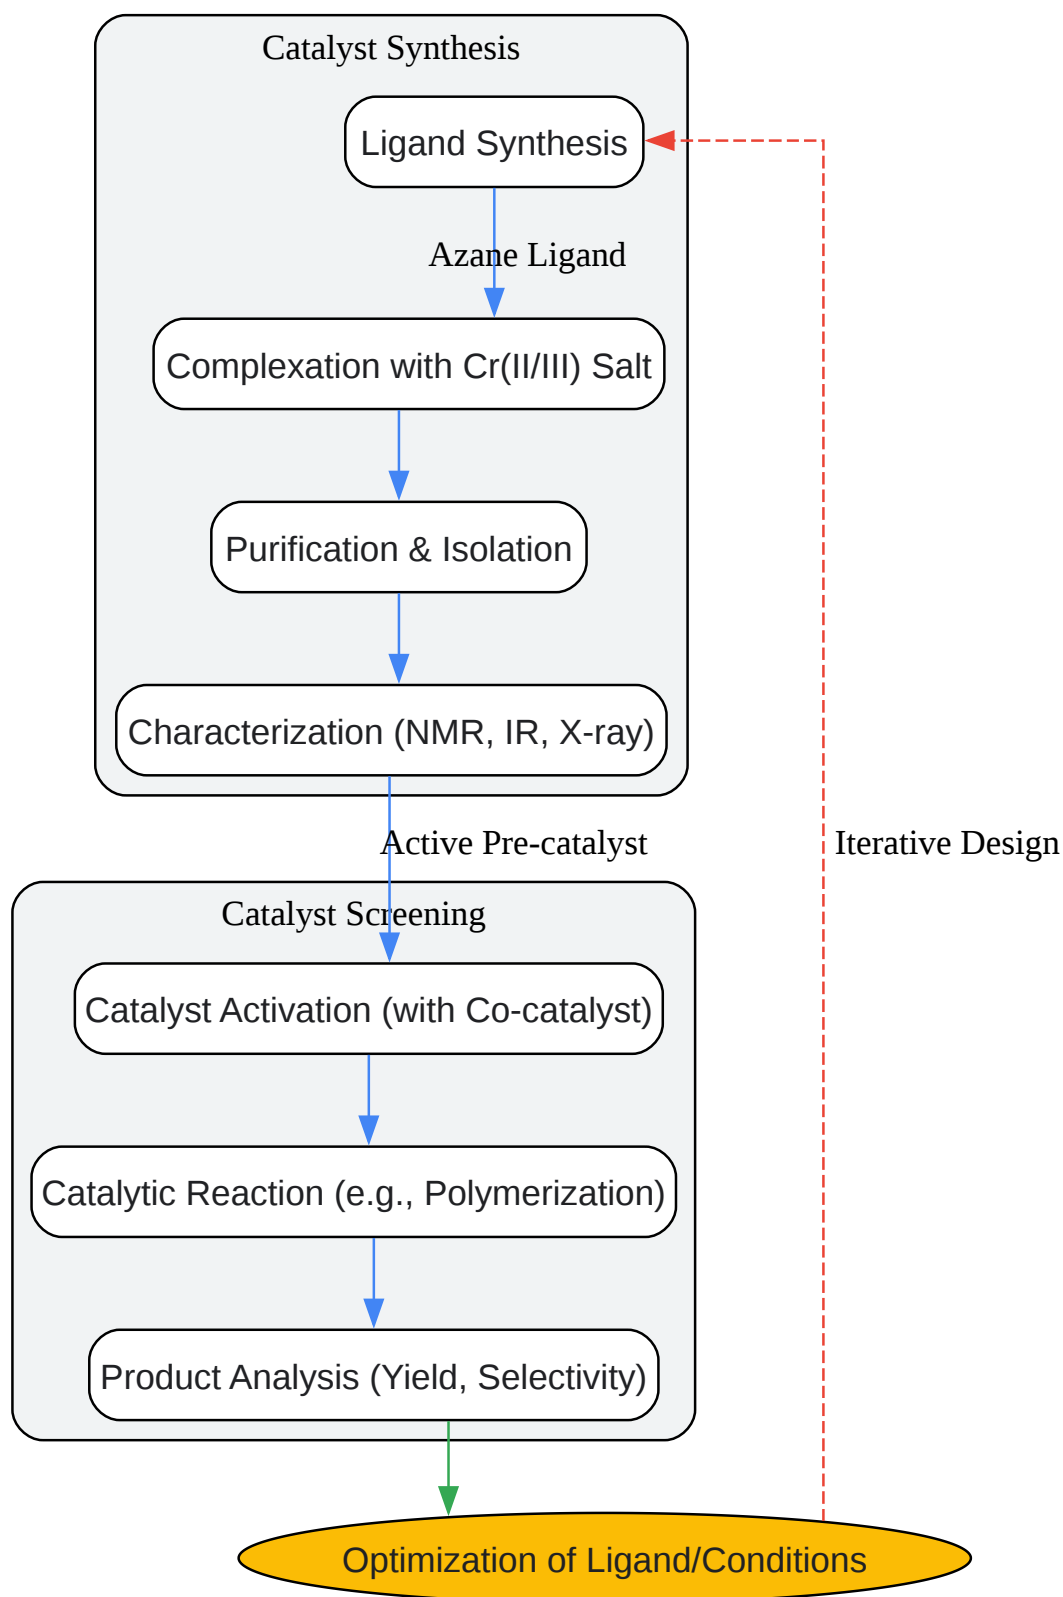 Catalyst Synthesis
Ligand Synthesis
Azane Ligand
Complexation with Cr(II/III) Salt
Purification & Isolation
Characterization (NMR, IR, X-ray)
Active Pre-catalyst
Iterative Design
Catalyst Screening
Catalyst Activation (with Co-catalyst)
Catalytic Reaction (e.g., Polymerization)
Product Analysis (Yield, Selectivity)
Optimization of Ligand/Conditions